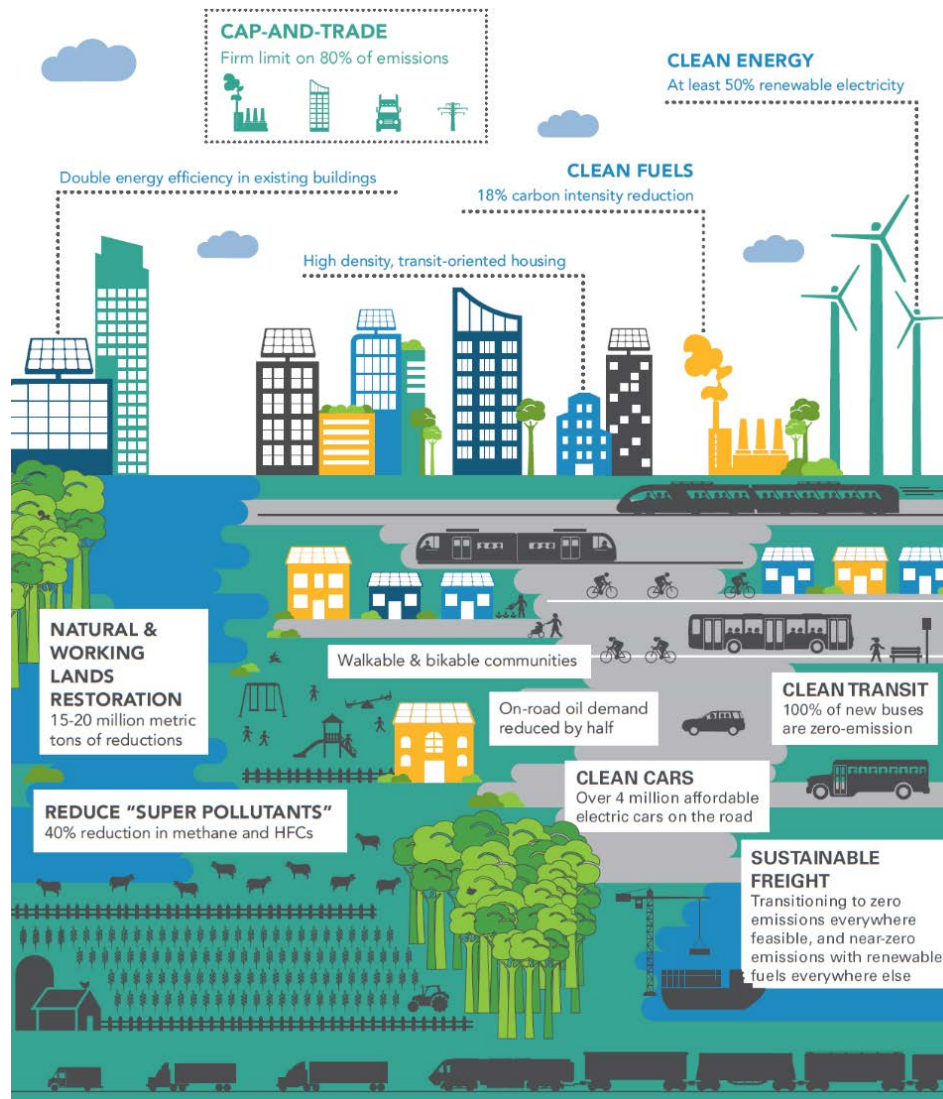 CAP-AND-TRADE
Firm limit on 80% of emissions
CLEAN ENERGY
At least 50% renewable electricity
Double energy efficiency in existing buildings
CLEAN FUELS
18% carbon intensity reduction
High density, transit-oriented housing
NATURAL &
WORKING
LANDS
RESTORATION
15-20 million metric
tons of reductions
Walkable & bikable communities
On-road oil demand
reduced by half
CLEAN TRANSIT
100% of new buses
are zero-emission
CLEAN CARS
Over 4 million affordable
electric cars on the road
REDUCE “SUPER POLLUTANTS”
40% reduction in methane and HFCs
SUSTAINABLE
FREIGHT
Transitioning to zero
emissions everywhere
feasible, and near-zero
emissions with renewable
fuels everywhere else